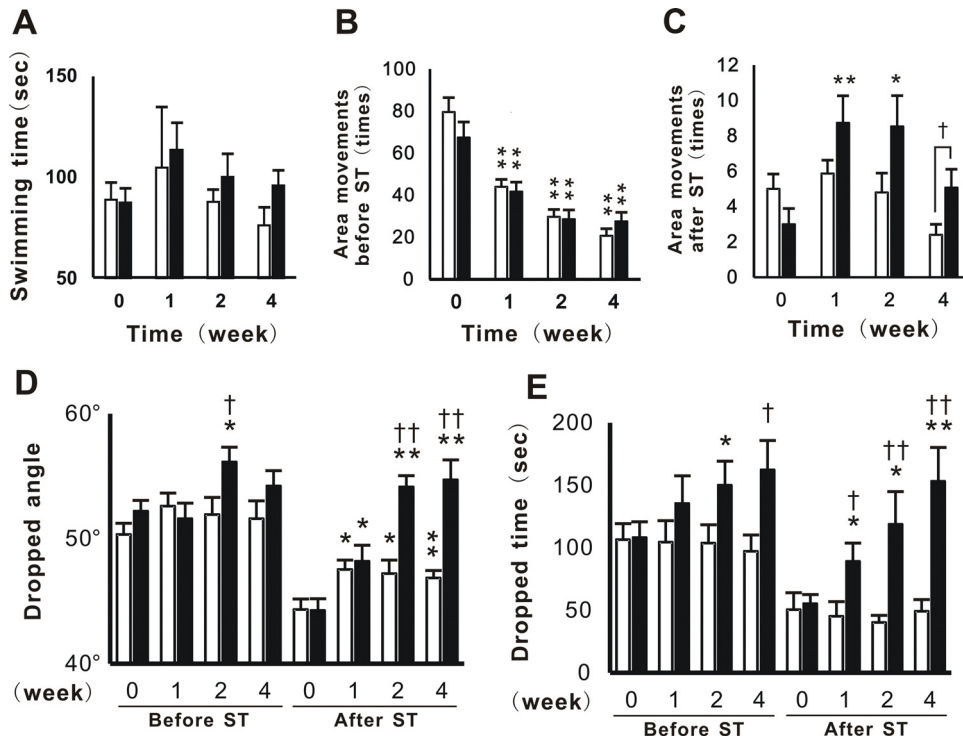 A
Swimming time(sec)
150
100
50
0 1 2 4
Time (week)
B
Area movements
before ST (times)
100
80
60
40
20
0
** ** ** ** ** **
0 1 2 4
Time (week)
C
Area movements
after ST (times)
12
10
8
6
4
2
0
** * †
0 1 2 4
Time (week)
D
Dropped angle
60°
50°
40°
†
*
* * *
††
**
**
††
**
(week) 0 1 2 4 0 1 2 4
Before ST After ST
E
Dropped time (sec)
200
150
100
50
0
* †
†
*
††
*
††
**
(week) 0 1 2 4 0 1 2 4
Before ST After ST